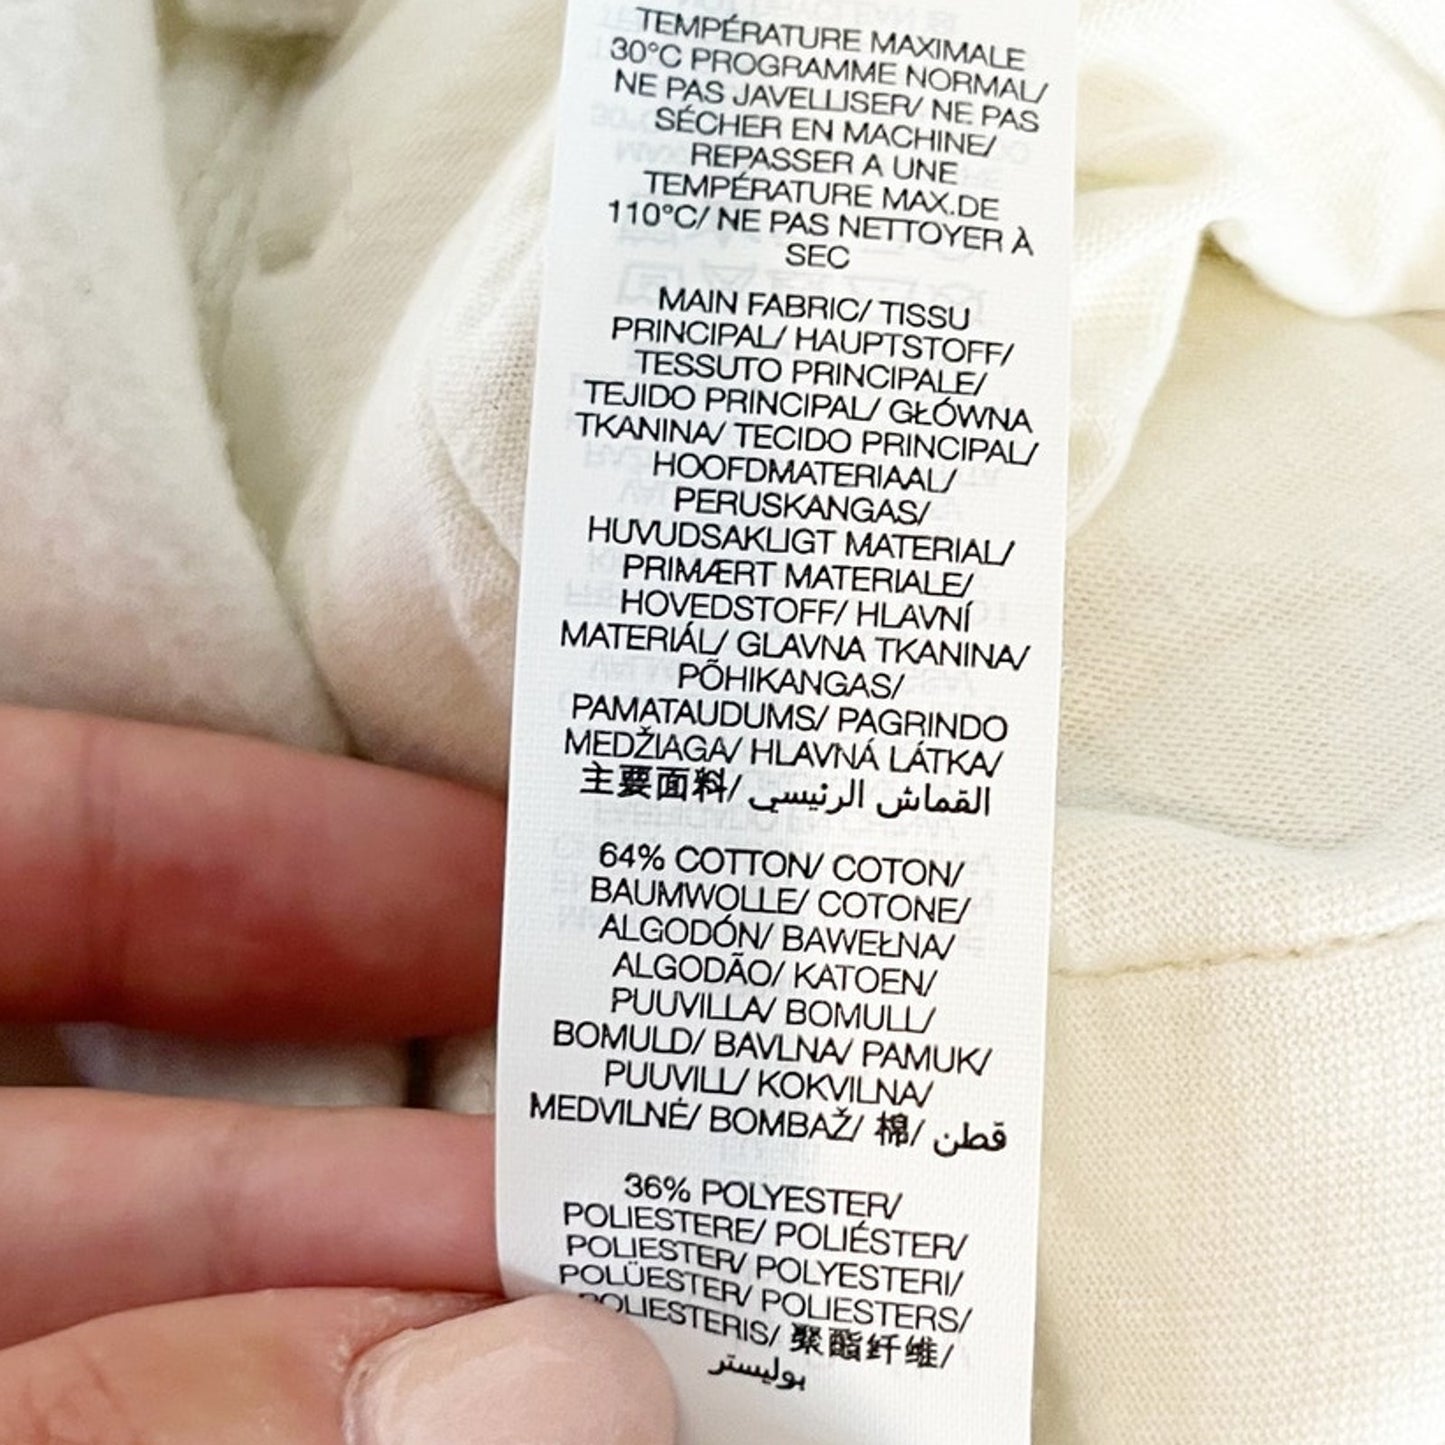 TEMPÉRATURE MAXIMALE
30°C PROGRAMME NORMAL/
NE PAS JAVELLISER/ NE PAS
SÉCHER EN MACHINE/
REPASSER A UNE
TEMPÉRATURE MAX.DE
110°C/ NE PAS NETTOYER À
SEC
MAIN FABRIC/ TISSU
PRINCIPAL/ HAUPTSTOFF/
TESSUTO PRINCIPALE/
TEJIDO PRINCIPAL/ GŁÓWNA
TKANINA/ TECIDO PRINCIPAL/
HOOFDMATERIAAL/
PERUSKANGAS/
HUVUDSAKLIGT MATERIAL/
PRIMÆRT MATERIALE/
HOVEDSTOFF/ HLAVNÍ
MATERIÁL/ GLAVNA TKANINA/
PÕHIKANGAS/
PAMATAUDUMS/ PAGRINDO
MEDŽIAGA/ HLAVNÁ LÁTKA/
主要面料/ القماش الرئيسي
64% COTTON/ COTON/
BAUMWOLLE/ COTONE/
ALGODÓN/ BAWEŁNA/
ALGODÃO/ KATOEN/
PUUVILLA/ BOMULL/
BOMULD/ BAVLNA/ PAMUK/
PUUVILL/ KOKVILNA/
MEDVILNĖ/ BOMBAŽ/ 棉/ قطن
36% POLYESTER/
POLIESTERE/ POLIÉSTER/
POLIESTER/ POLYESTERI/
POLÜESTER/ POLIESTERS/
POLIESTERIS/ 聚酯纤维/
بوليستر